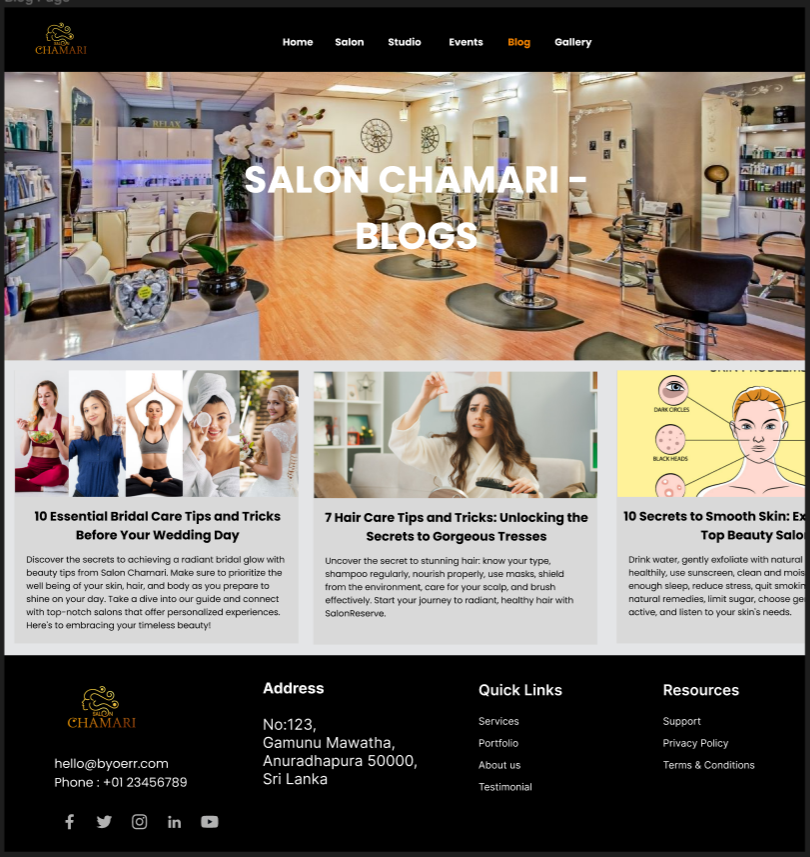 Blog Page
SALON
CHAMARI
Home Salon Studio Events Blog Gallery
RELAX
SALON CHAMARI –
BLOGS
SKIN PROBLEMS
DARK CIRCLES
BLACK HEADS
10 Essential Bridal Care Tips and Tricks
Before Your Wedding Day
Discover the secrets to achieving a radiant bridal glow with
beauty tips from Salon Chamari. Make sure to prioritize the
well being of your skin, hair, and body as you prepare to
shine on your day. Take a dive into our guide and connect
with top-notch salons that offer personalized experiences.
Here's to embracing your timeless beauty!
7 Hair Care Tips and Tricks: Unlocking the
Secrets to Gorgeous Tresses
Uncover the secret to stunning hair: know your type,
shampoo regularly, nourish properly, use masks, shield
from the environment, care for your scalp, and brush
effectively. Start your journey to radiant, healthy hair with
SalonReserve.
10 Secrets to Smooth Skin: Ex
Top Beauty Salo
Drink water, gently exfoliate with natural
healthily, use sunscreen, clean and mois
enough sleep, reduce stress, quit smokin
natural remedies, limit sugar, choose ge
active, and listen to your skin's needs.
SALON
CHAMARI
hello@byoerr.com
Phone : +01 23456789
Address
No:123,
Gamunu Mawatha,
Anuradhapura 50000,
Sri Lanka
Quick Links
Services
Portfolio
About us
Testimonial
Resources
Support
Privacy Policy
Terms & Conditions